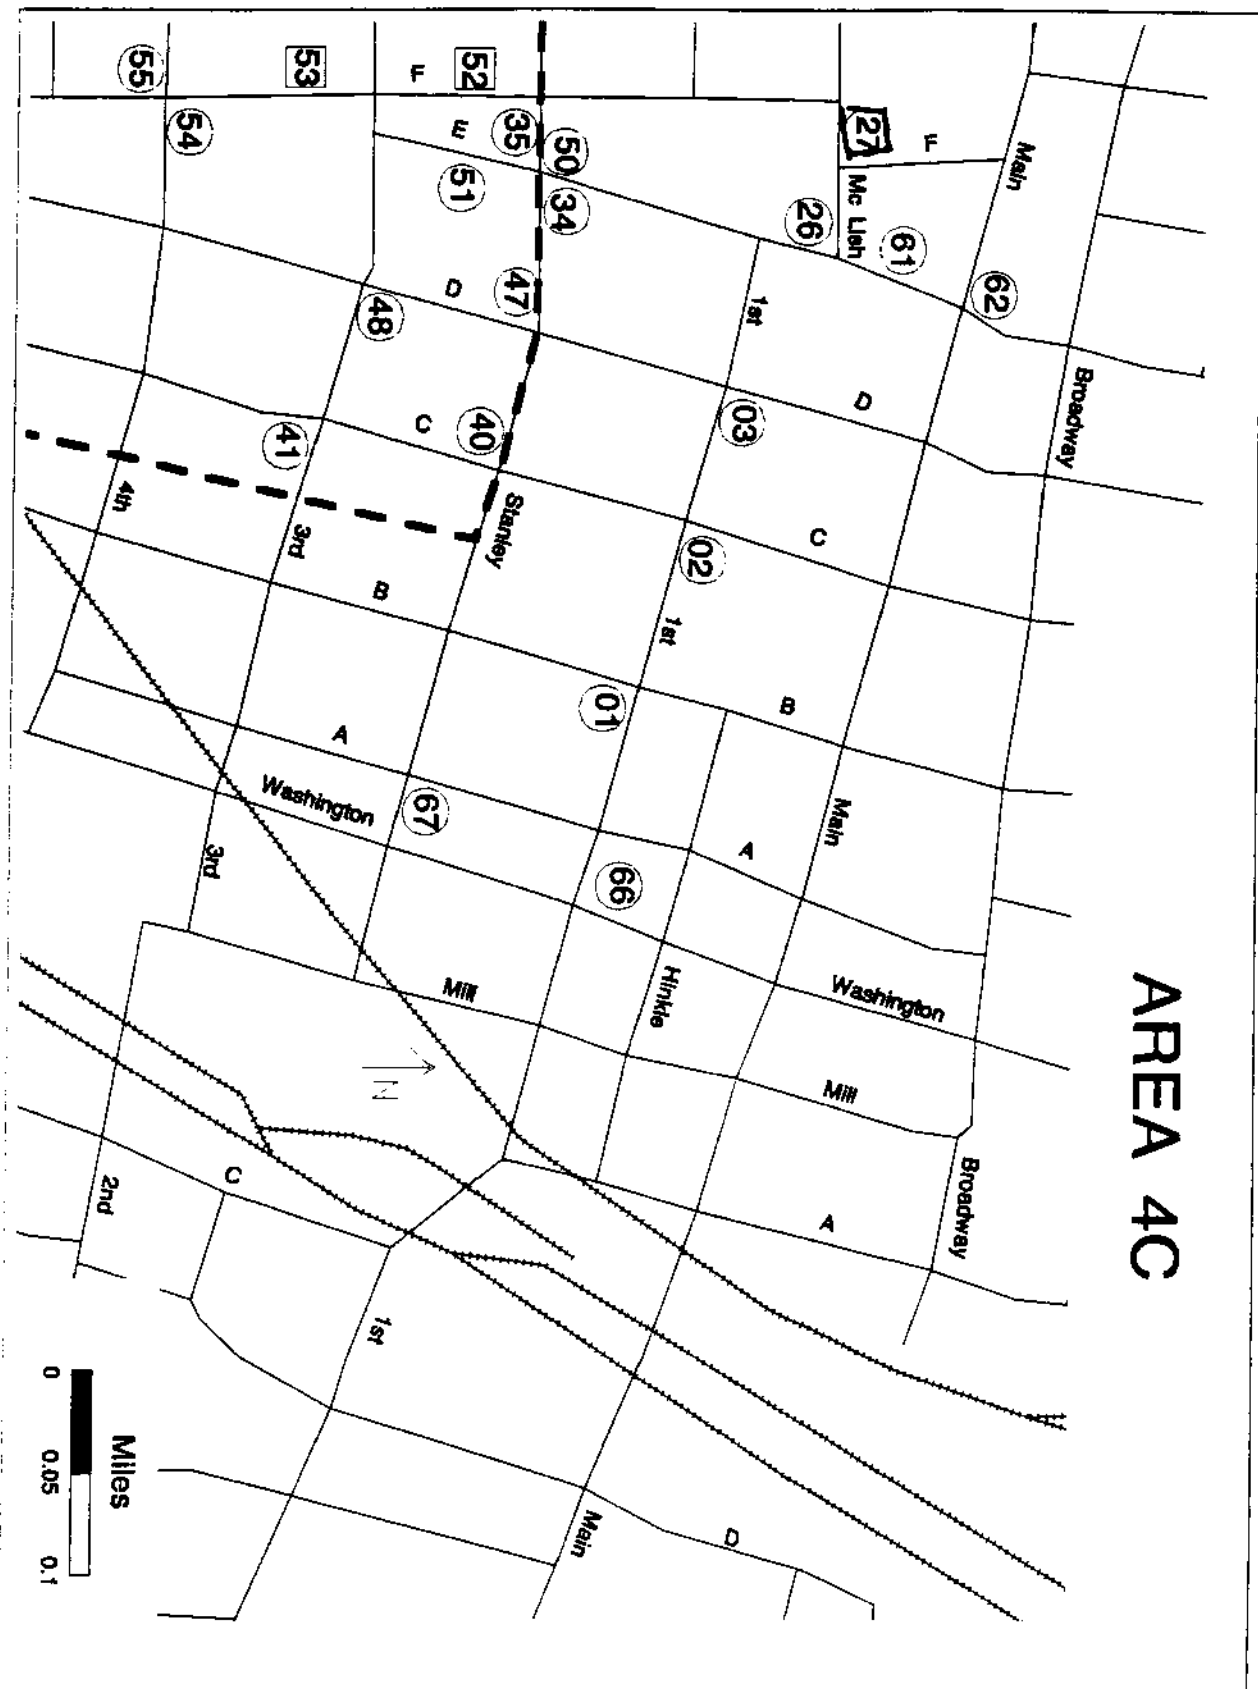 AREA 4C
Broadway
Broadway
Main
62
F
61
27
Mc Lish
26
D
C
B
Main
A
Washington
Mill
A
1st
03
02
1st
01
66
Hinkle
50
34
35
47
52
E
51
F
D
40
C
Stanley
67
53
48
41
3rd
B
A
Washington
Mill
N
D
Main
54
55
4th
3rd
C
2nd
1st
Miles
0
0.05
0.1